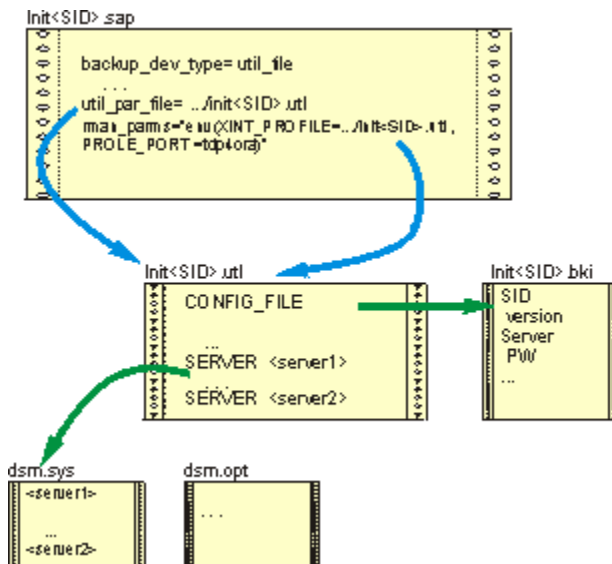 Init<SID> .sap
backup_dev_type= util_file
. . .
util_par_file= .../init<SID> .utl
rman_parms="env(XINT_PROFILE=.../init<SID> .utl,
PROLE_PORT=tdp4ora)"
Init<SID> .utl
CONFIG_FILE
...
SERVER <server1>
. . .
SERVER <server2>
Init<SID> .bki
SID
version
Server
PW
...
dsm.sys
<server1>
...
<server2>
dsm.opt
. . .